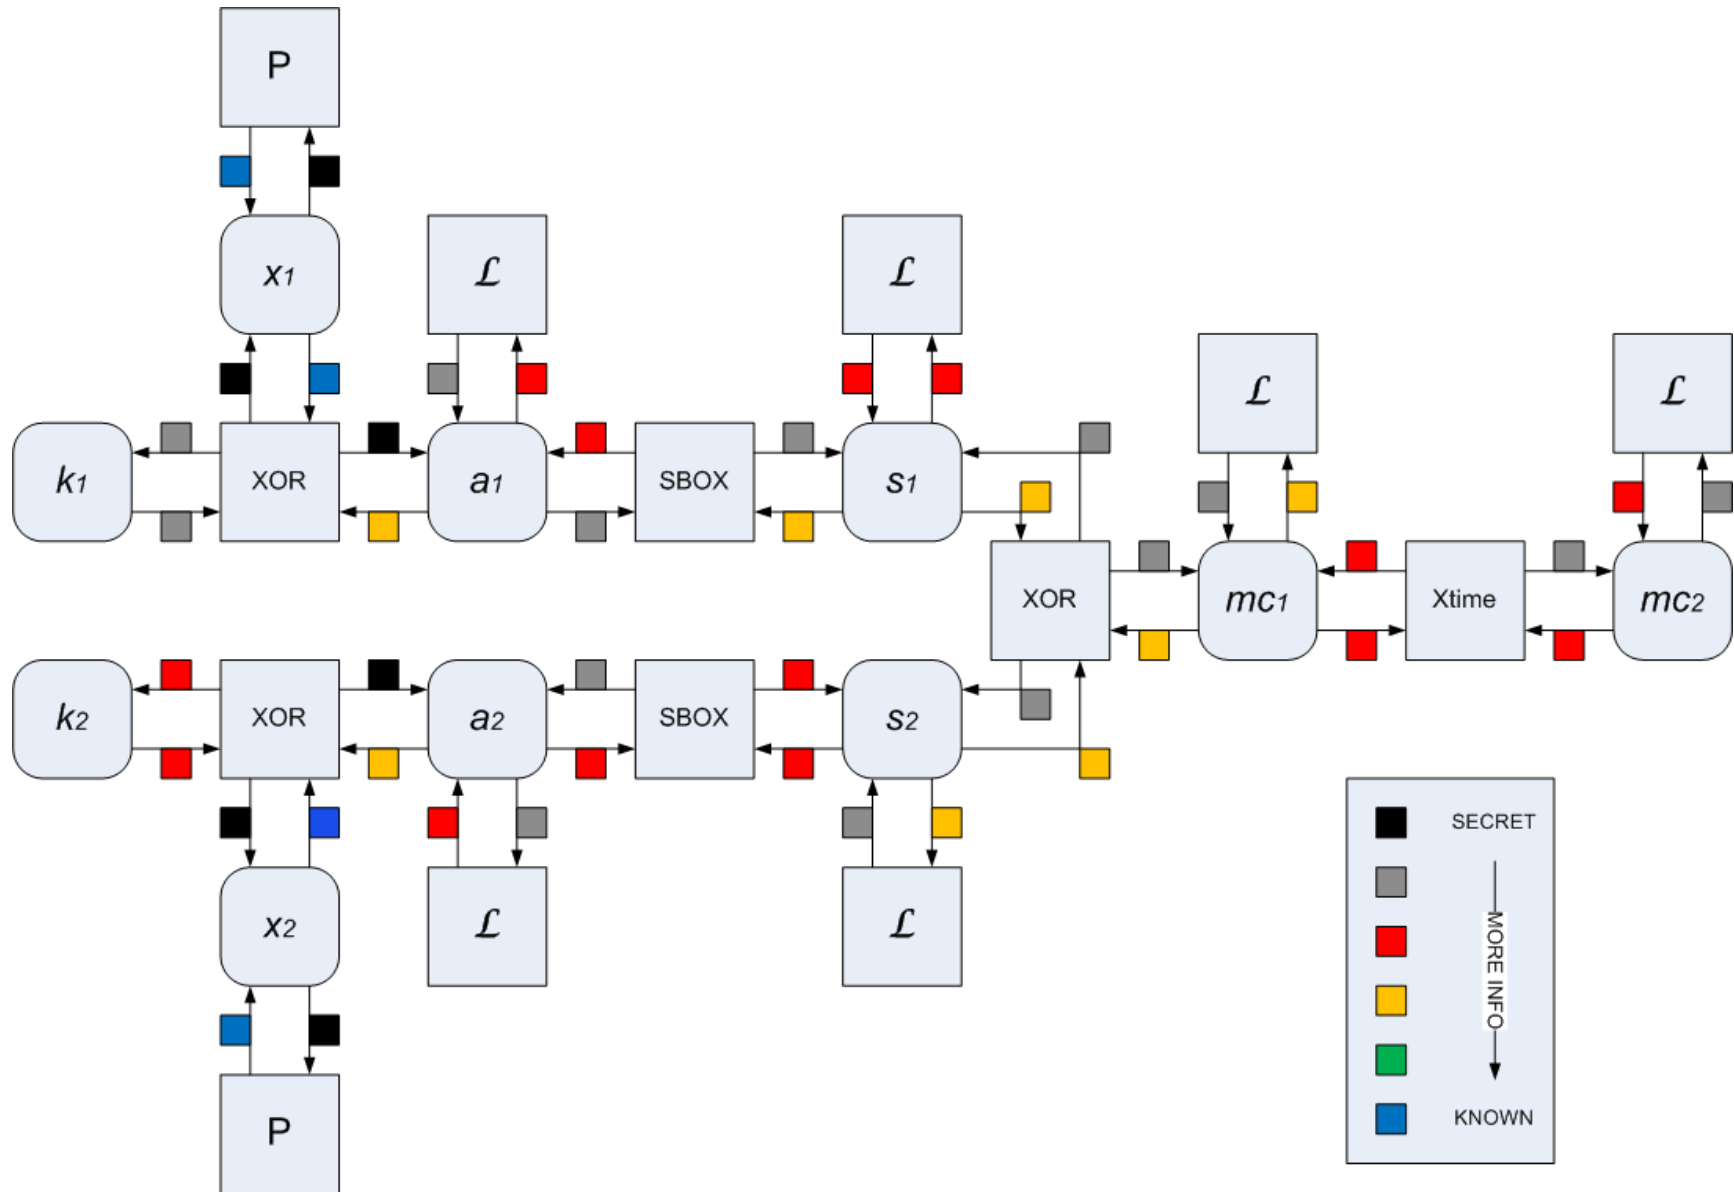 P
x1
ℒ
ℒ
ℒ
ℒ
k1
XOR
a1
SBOX
s1
XOR
mc1
Xtime
mc2
k2
XOR
a2
SBOX
s2
x2
ℒ
ℒ
P
SECRET
MORE INFO
KNOWN